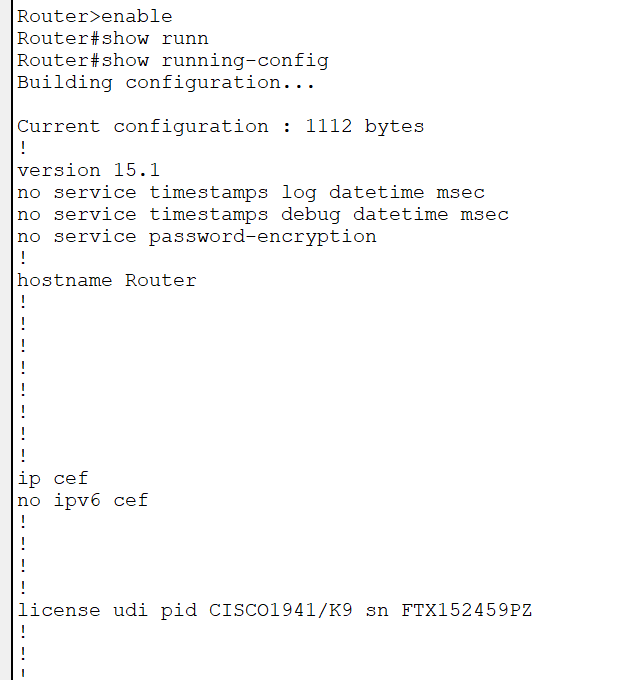 Router>enable
Router#show runn
Router#show running-config
Building configuration...
Current configuration : 1112 bytes
!
version 15.1
no service timestamps log datetime msec
no service timestamps debug datetime msec
no service password-encryption
!
hostname Router
!
!
!
!
!
!
!
!
ip cef
no ipv6 cef
!
!
!
!
license udi pid CISCO1941/K9 sn FTX152459PZ
!
!
!